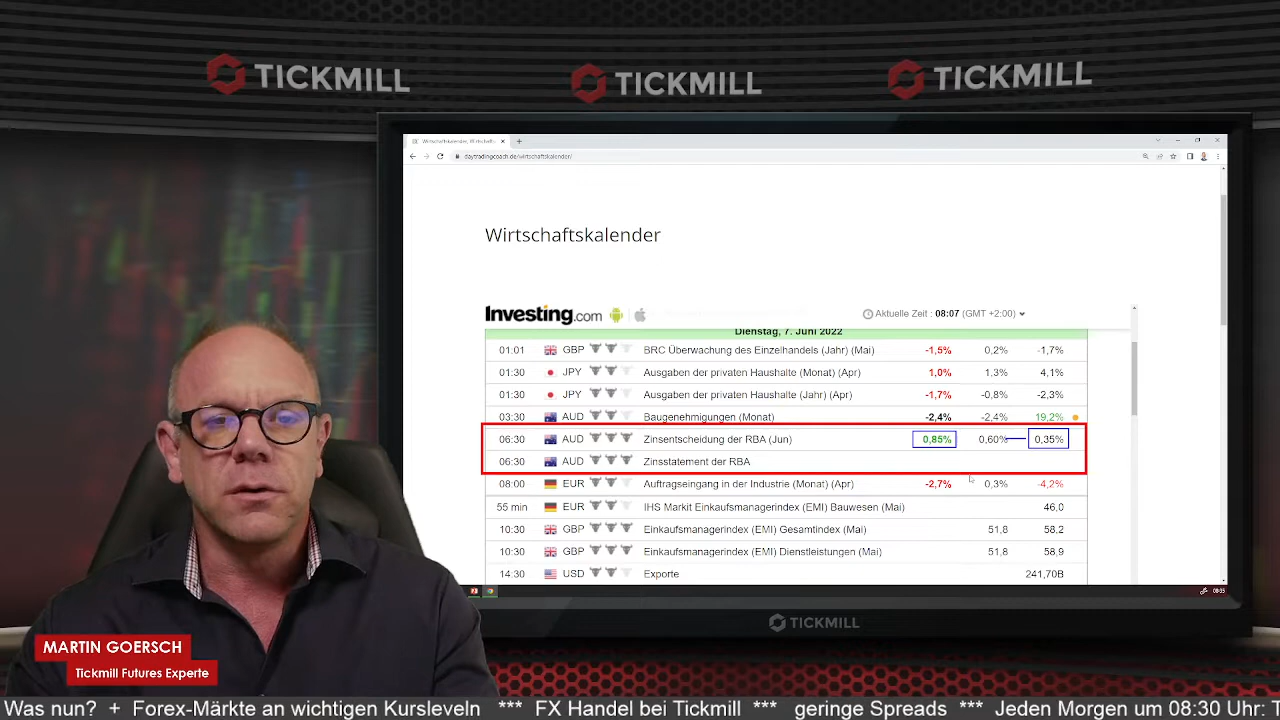 TICKMILL
TICKMILL
TICKMILL
daytradingcoach.de/wirtschaftskalender/
Wirtschaftskalender
Investing.com
Aktuelle Zeit : 08:07 (GMT +2:00)
Dienstag, 7. Juni 2022
01:01 GBP BRC Überwachung des Einzelhandels (Jahr) (Mai) -1,5% 0,2% -1,7%
01:30 JPY Ausgaben der privaten Haushalte (Monat) (Apr) 1,0% 1,3% 4,1%
01:30 JPY Ausgaben der privaten Haushalte (Jahr) (Apr) -1,7% -0,8% -2,3%
03:30 AUD Baugenehmigungen (Monat) -2,4% -2,4% 19,2%
06:30 AUD Zinsentscheidung der RBA (Jun) 0,85% 0,60% 0,35%
06:30 AUD Zinsstatement der RBA
08:00 EUR Auftragseingang in der Industrie (Monat) (Apr) -2,7% 0,3% -4,2%
55 min EUR IHS Markit Einkaufsmanagerindex (EMI) Bauwesen (Mai) 46,0
10:30 GBP Einkaufsmanagerindex (EMI) Gesamtindex (Mai) 51,8 58,2
10:30 GBP Einkaufsmanagerindex (EMI) Dienstleistungen (Mai) 51,8 58,9
14:30 USD Exporte 241,70B
TICKMILL
MARTIN GOERSCH
Tickmill Futures Experte
Was nun? + Forex-Märkte an wichtigen Kursleveln *** FX Handel bei Tickmill *** geringe Spreads *** Jeden Morgen um 08:30 Uhr: T